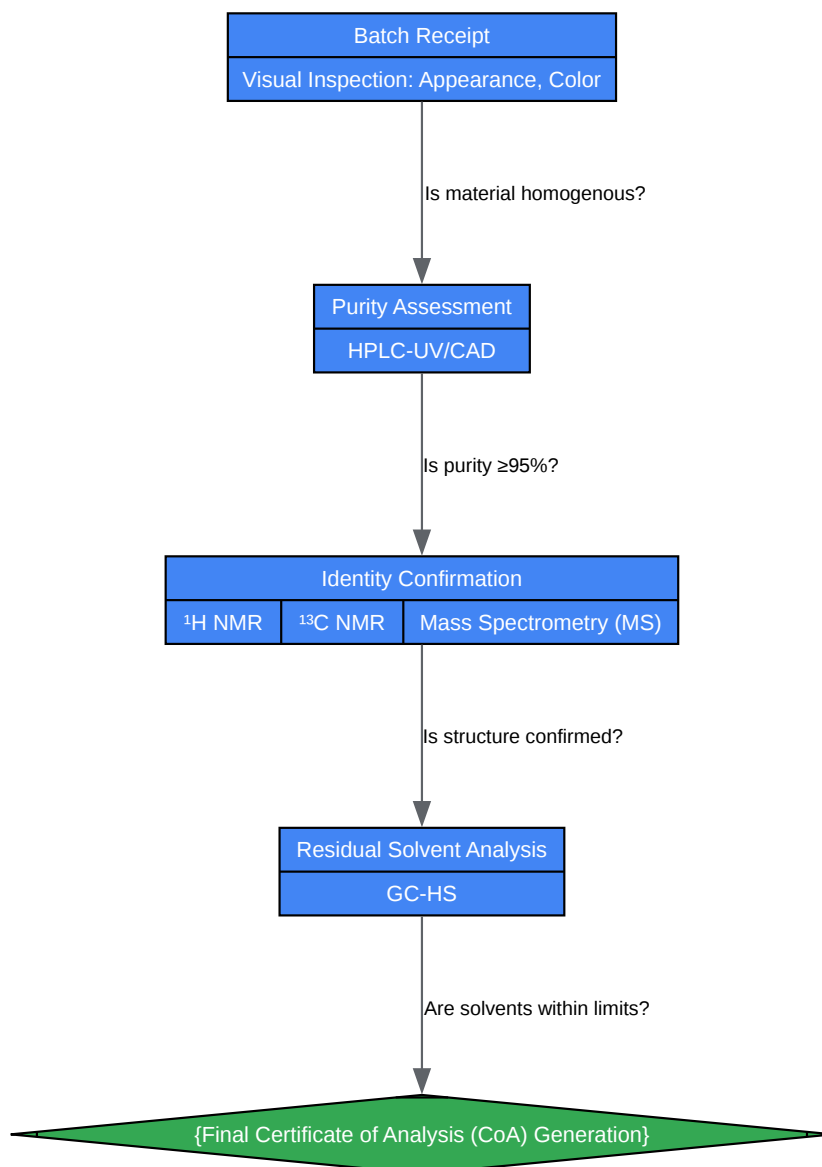 Batch Receipt
Visual Inspection: Appearance, Color
Is material homogenous?
Purity Assessment
HPLC-UV/CAD
Is purity ≥95%?
Identity Confirmation
¹H NMR
¹³C NMR
Mass Spectrometry (MS)
Is structure confirmed?
Residual Solvent Analysis
GC-HS
Are solvents within limits?
{Final Certificate of Analysis (CoA) Generation}